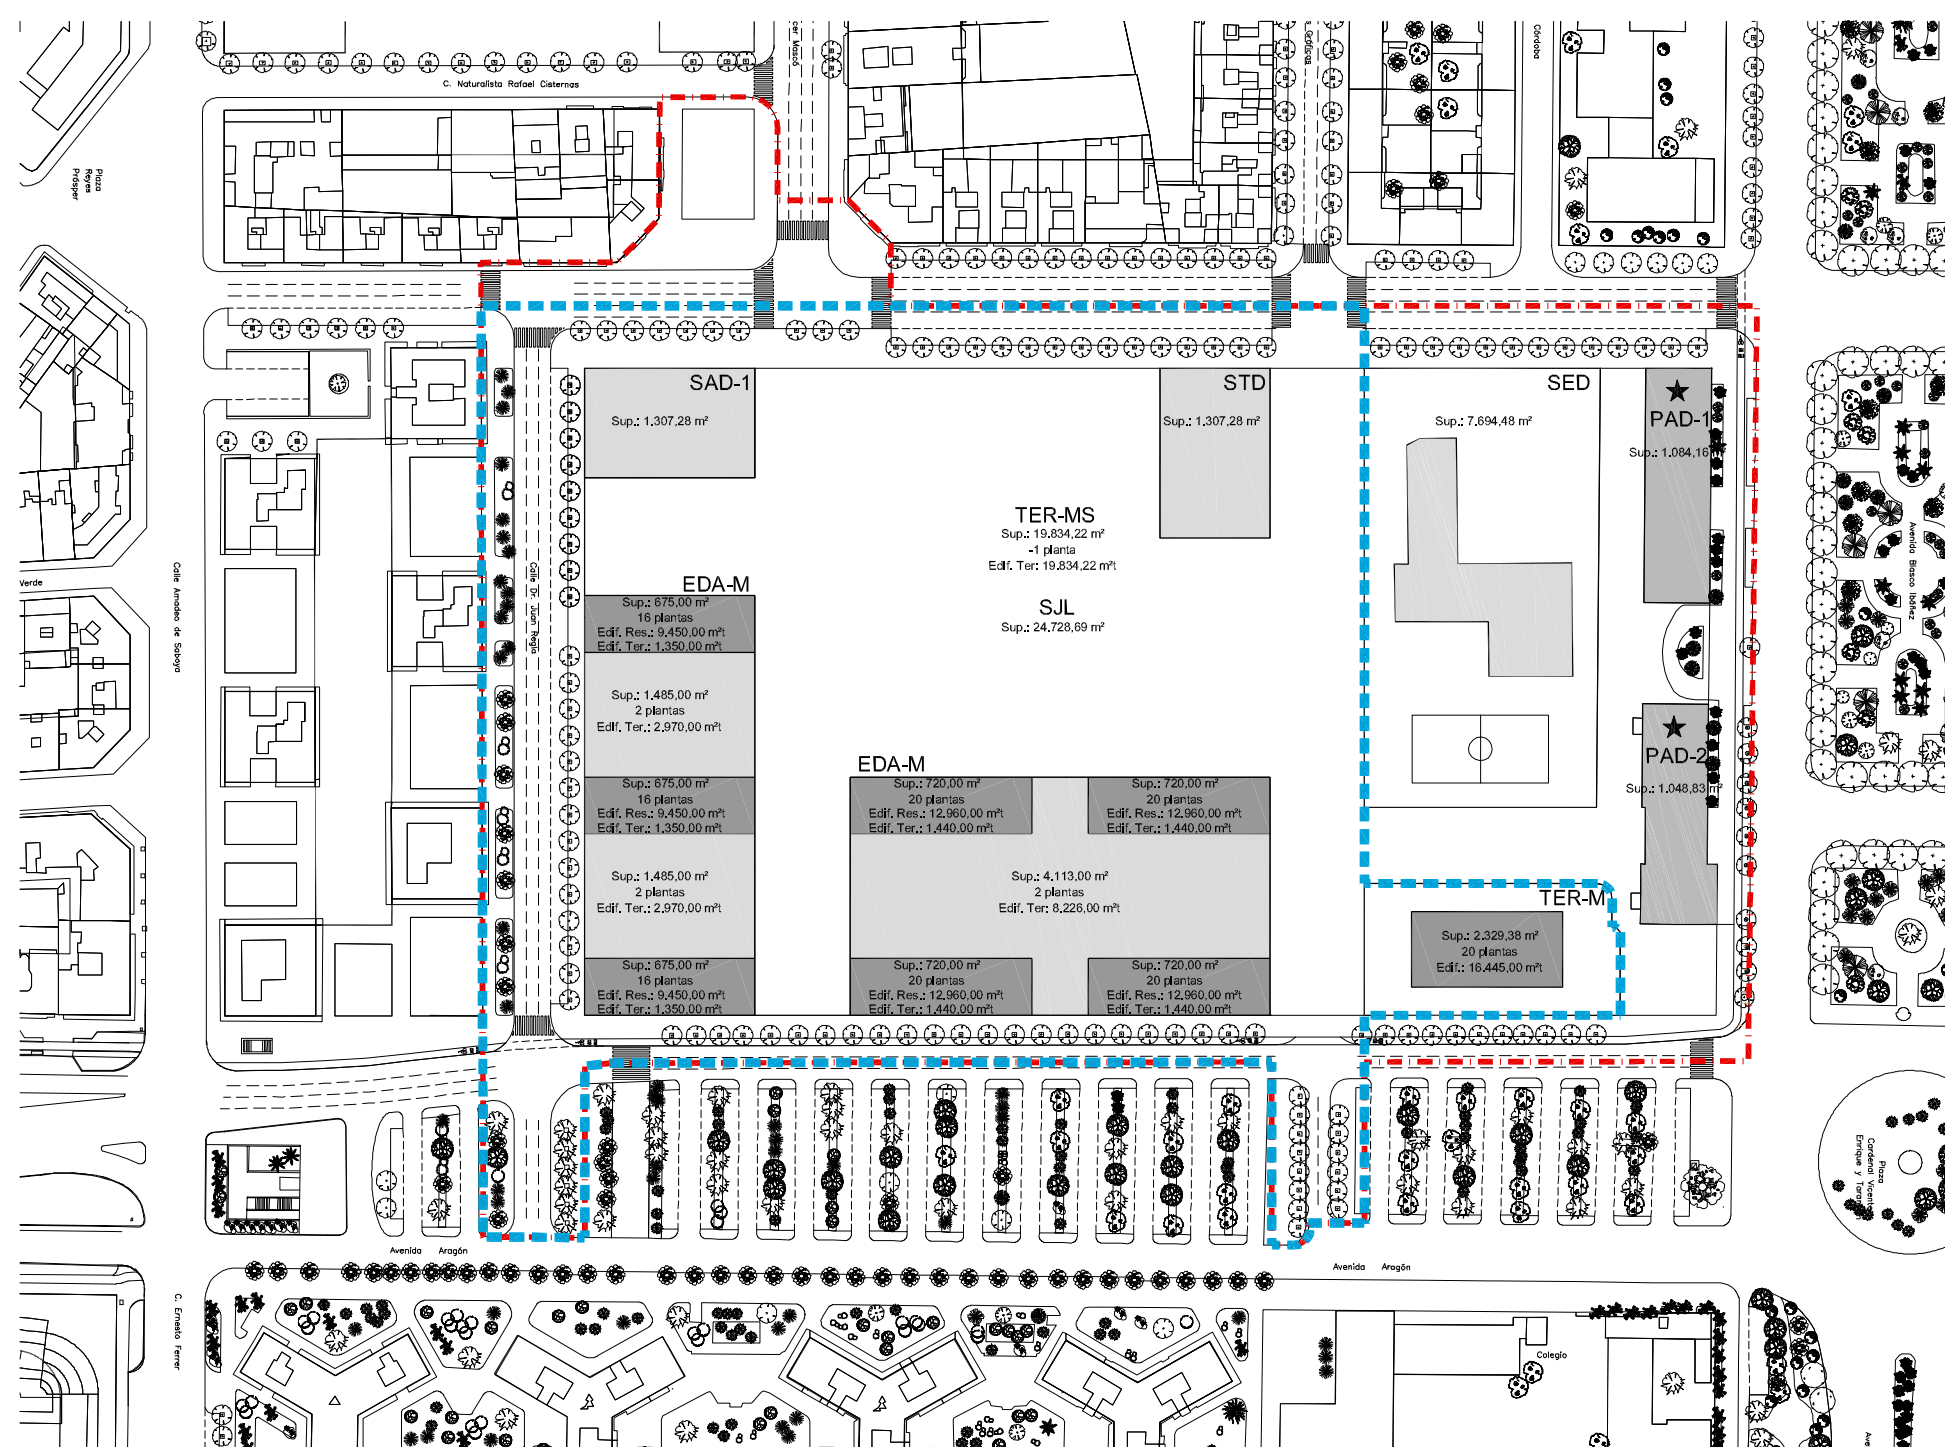 C. Naturalista Rafael Cisternas
Córdoba
Plaza
Reyes
Prósper
SAD-1
Sup.: 1.307,28 m²
STD
Sup.: 1.307,28 m²
SED
Sup.: 7.694,48 m²
PAD-1
Sup.: 1.084,16
TER-MS
Sup.: 19.834,22 m²
-1 planta
Edif. Ter: 19.834,22 m²t
SJL
Sup.: 24.728,69 m²
Avenida Blasco Ibáñez
Verde
Calle Amadeo de Saboya
Calle Dr. Juan Reglá
EDA-M
Sup.: 675,00 m²
16 plantas
Edif. Res.: 9.450,00 m²t
Edif. Ter.: 1.350,00 m²t
Sup.: 1.485,00 m²
2 plantas
Edif. Ter.: 2.970,00 m²t
Sup.: 675,00 m²
16 plantas
Edif. Res.: 9.450,00 m²t
Edif. Ter.: 1.350,00 m²t
Sup.: 1.485,00 m²
2 plantas
Edif. Ter.: 2.970,00 m²t
Sup.: 675,00 m²
16 plantas
Edif. Res.: 9.450,00 m²t
Edif. Ter.: 1.350,00 m²t
EDA-M
Sup.: 720,00 m²
20 plantas
Edif. Res.: 12.960,00 m²t
Edif. Ter.: 1.440,00 m²t
Sup.: 720,00 m²
20 plantas
Edif. Res.: 12.960,00 m²t
Edif. Ter.: 1.440,00 m²t
Sup.: 4.113,00 m²
2 plantas
Edif. Ter: 8.226,00 m²t
Sup.: 720,00 m²
20 plantas
Edif. Res.: 12.960,00 m²t
Edif. Ter.: 1.440,00 m²t
Sup.: 720,00 m²
20 plantas
Edif. Res.: 12.960,00 m²t
Edif. Ter.: 1.440,00 m²t
PAD-2
Sup.: 1.048,83 m²
TER-M
Sup.: 2.329,38 m²
20 plantas
Edif.: 16.445,00 m²t
Plaza
Cardenal Vicente
Enrique y Tarancón
Avenida Aragón
Avenida Aragón
C. Ernesto Ferrer
Colegio